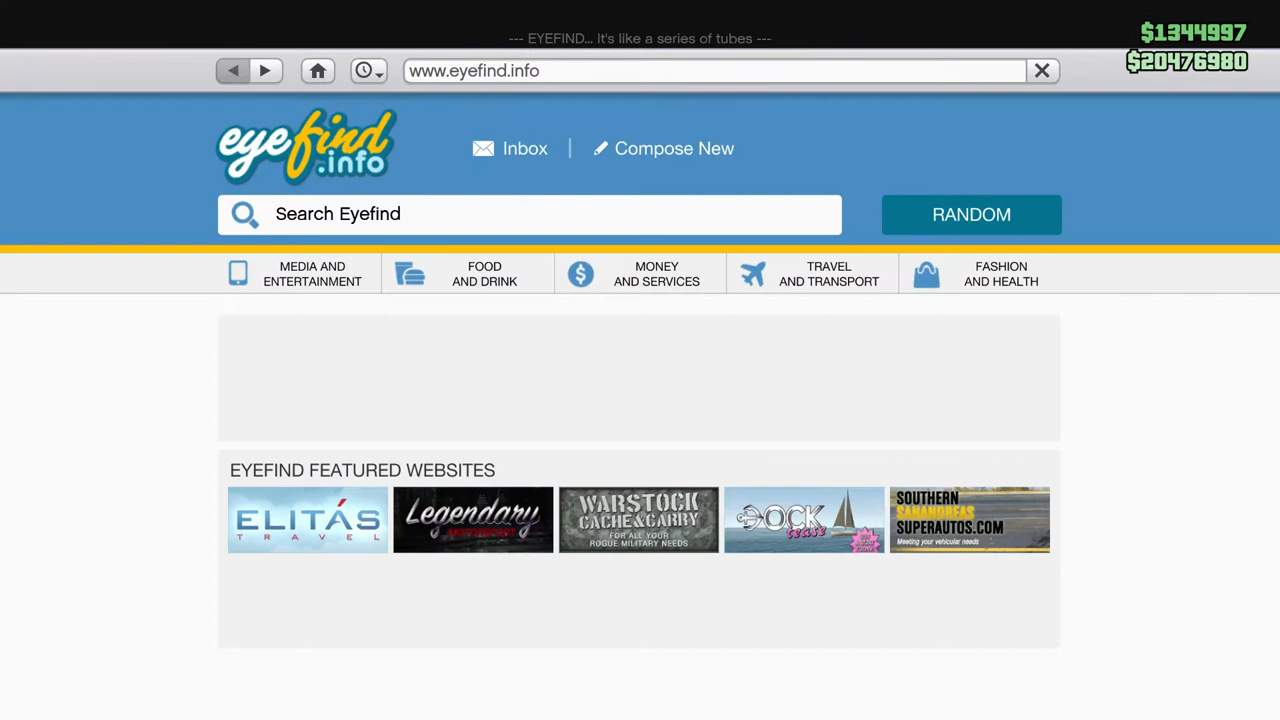 --- EYEFIND... It's like a series of tubes ---
$1344997
$20476980
www.eyefind.info
eyefind
.info
Inbox
Compose New
Search Eyefind
RANDOM
MEDIA AND
ENTERTAINMENT
FOOD
AND DRINK
MONEY
AND SERVICES
TRAVEL
AND TRANSPORT
FASHION
AND HEALTH
EYEFIND FEATURED WEBSITES
ELITÁS
TRAVEL
Legendary
MOTORSPORT
WARSTOCK
CACHE&CARRY
FOR ALL YOUR
ROGUE MILITARY NEEDS
DOCK
tease
SOUTHERN
SANANDREAS
SUPERAUTOS.COM
Meeting your vehicular needs